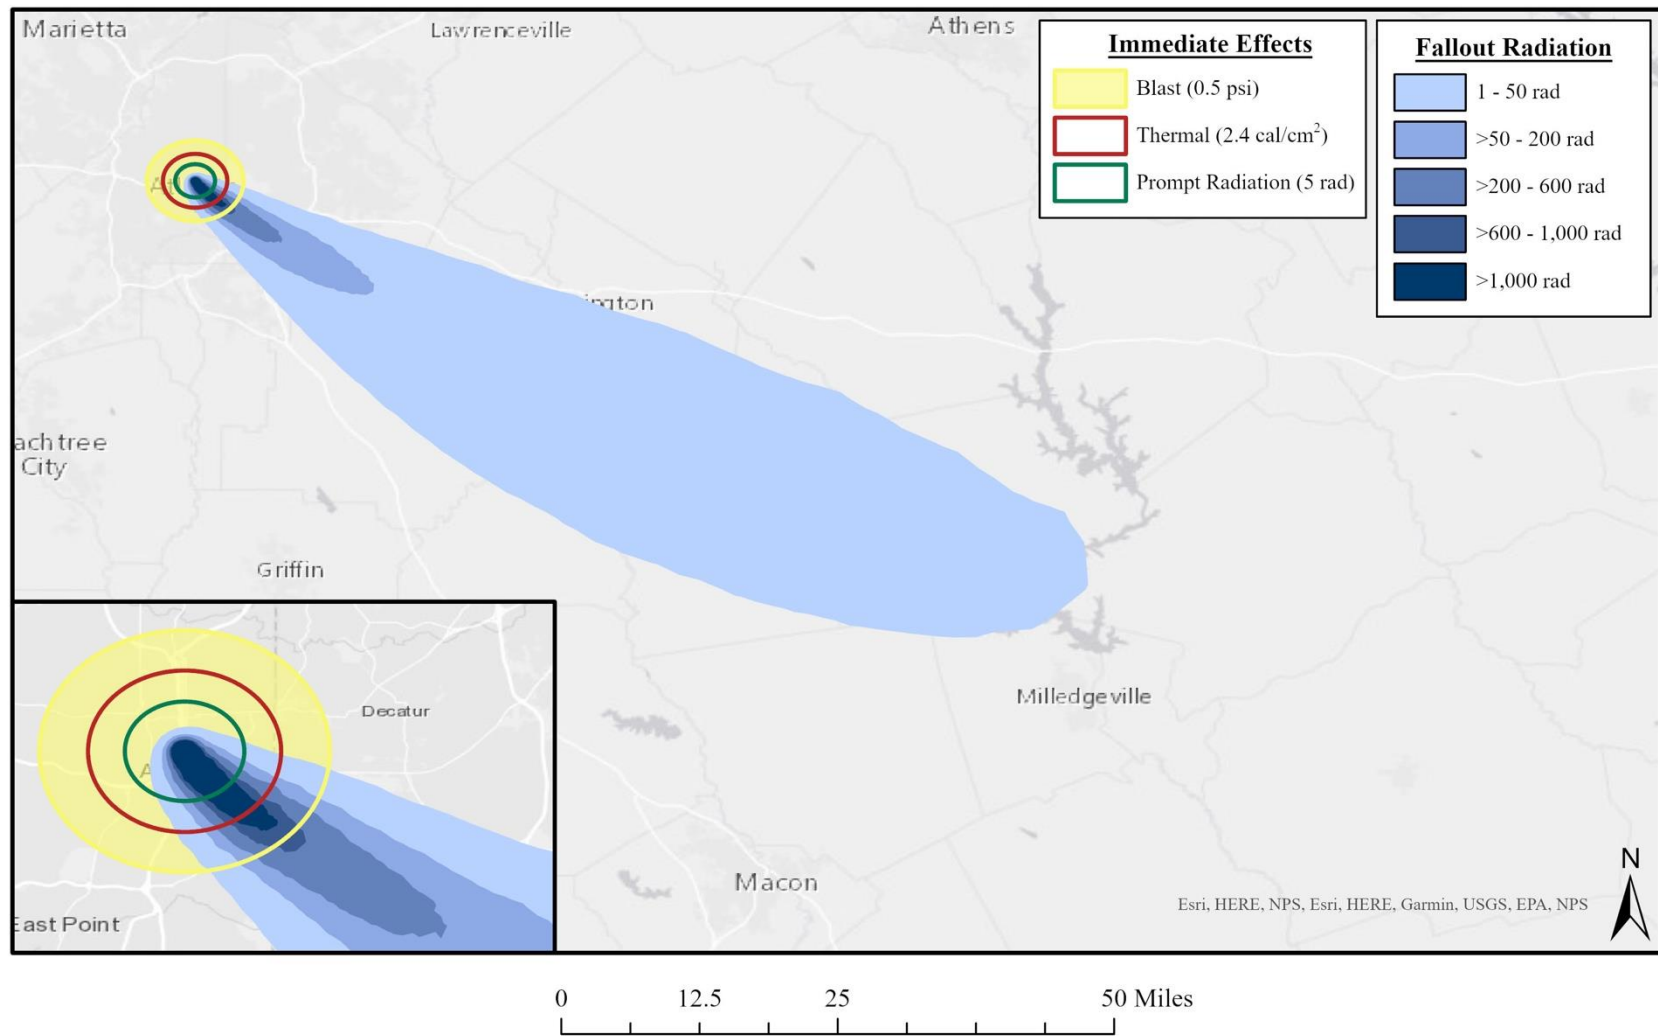 Marietta
Lawrenceville
Athens
Immediate Effects
Blast (0.5 psi)
Thermal (2.4 cal/cm²)
Prompt Radiation (5 rad)
Fallout Radiation
1 - 50 rad
>50 - 200 rad
>200 - 600 rad
>600 - 1,000 rad
>1,000 rad
At
ington
achtree
City
Griffin
Decatur
A
East Point
Milledgeville
Macon
N
Esri, HERE, NPS, Esri, HERE, Garmin, USGS, EPA, NPS
0 12.5 25 50 Miles